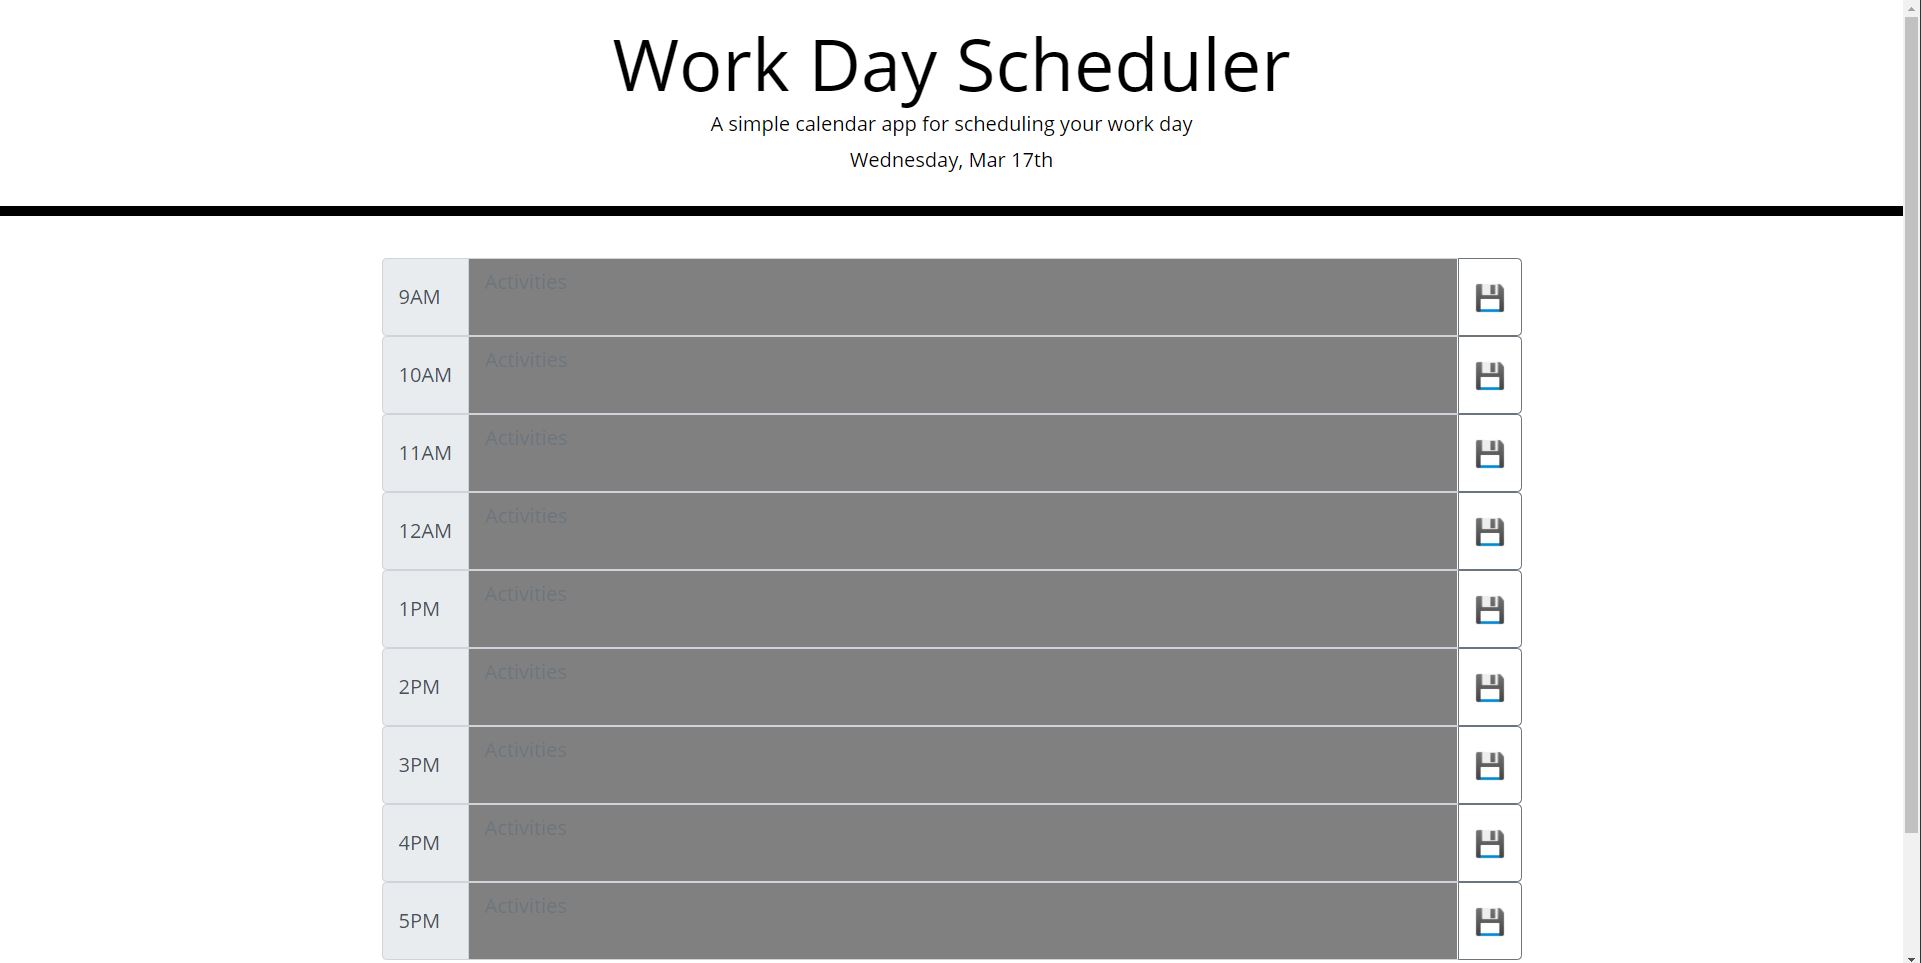 Work Day Scheduler
A simple calendar app for scheduling your work day
Wednesday, Mar 17th
9AM
Activities
10AM
Activities
11AM
Activities
12AM
Activities
1PM
Activities
2PM
Activities
3PM
Activities
4PM
Activities
5PM
Activities